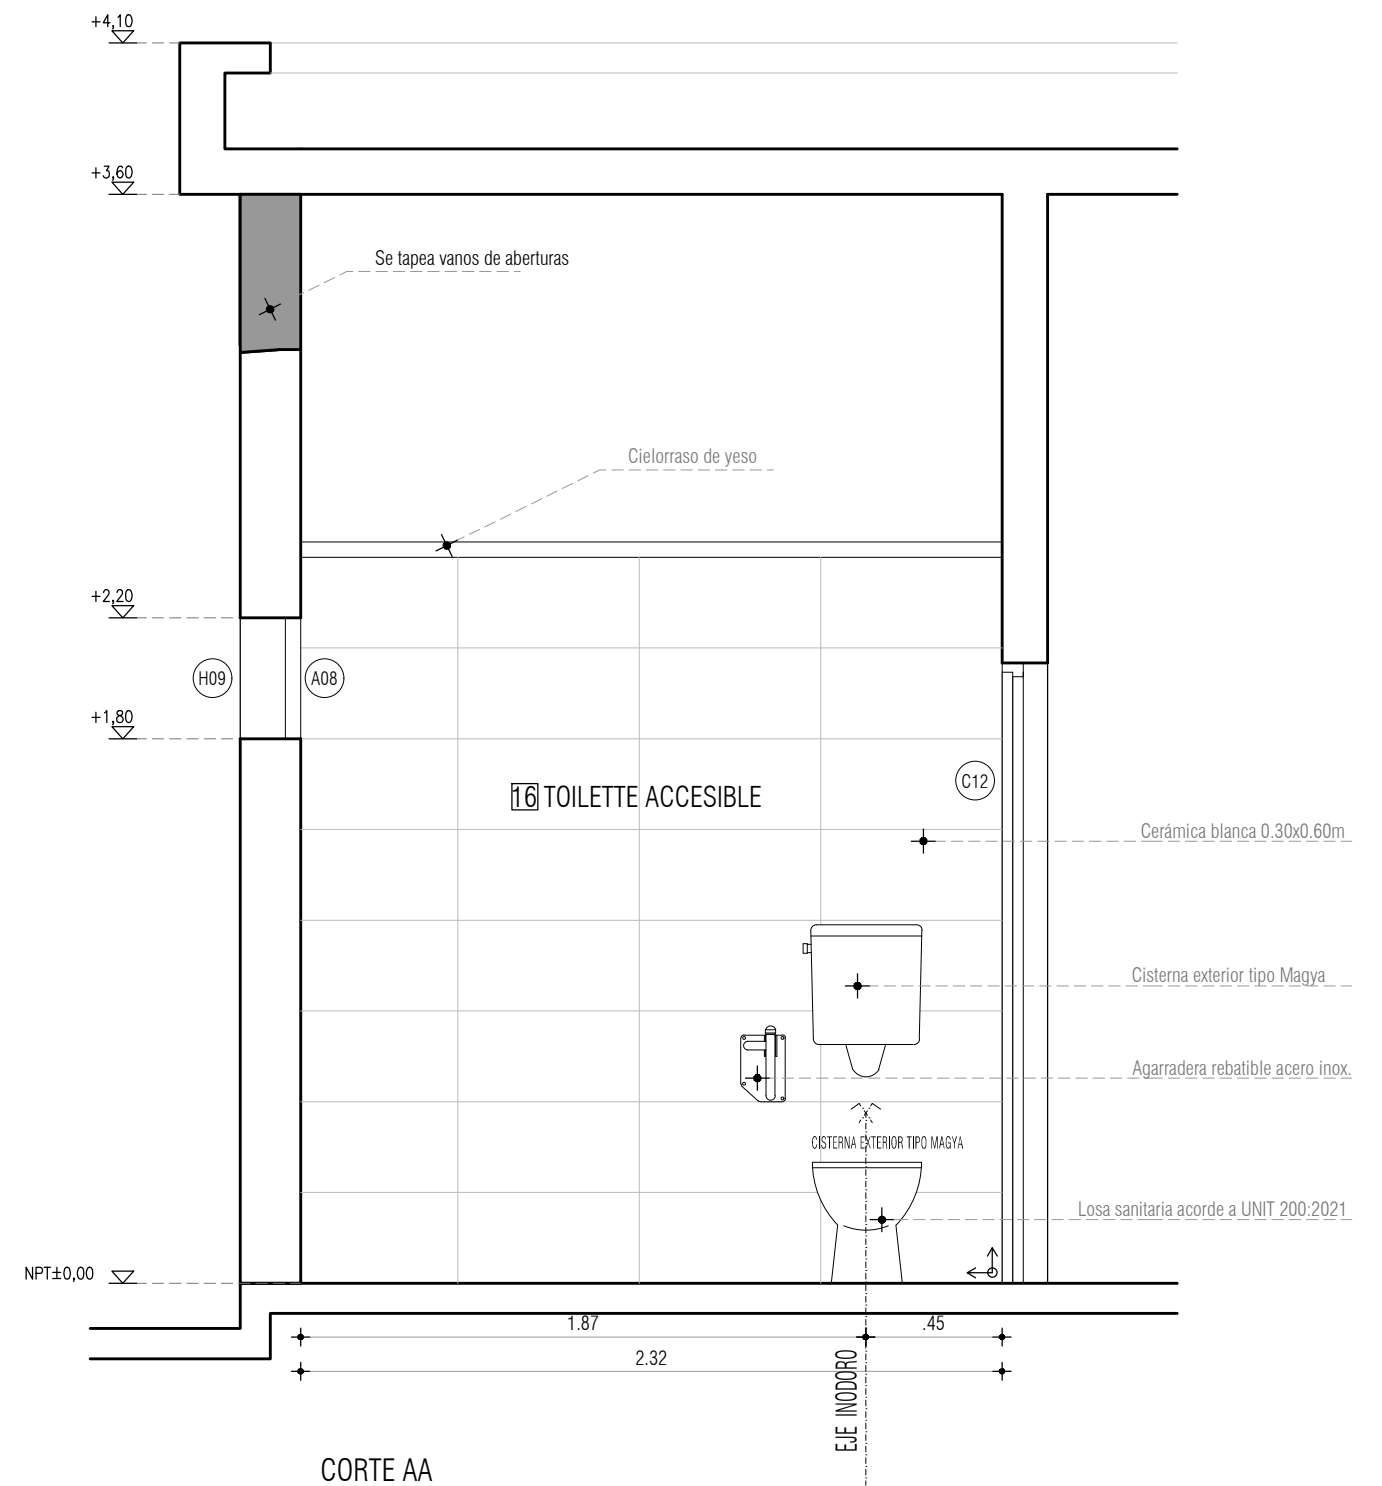 +4,10
+3,60
Se tapea vanos de aberturas
Cielorraso de yeso
+2,20
H09
A08
+1,80
C12
16 TOILETTE ACCESIBLE
Cerámica blanca 0.30x0.60m
Cisterna exterior tipo Magya
Agarradera rebatible acero inox.
CISTERNA EXTERIOR TIPO MAGYA
Losa sanitaria acorde a UNIT 200:2021
NPT±0,00
1.87
.45
2.32
EJE INODORO
CORTE AA